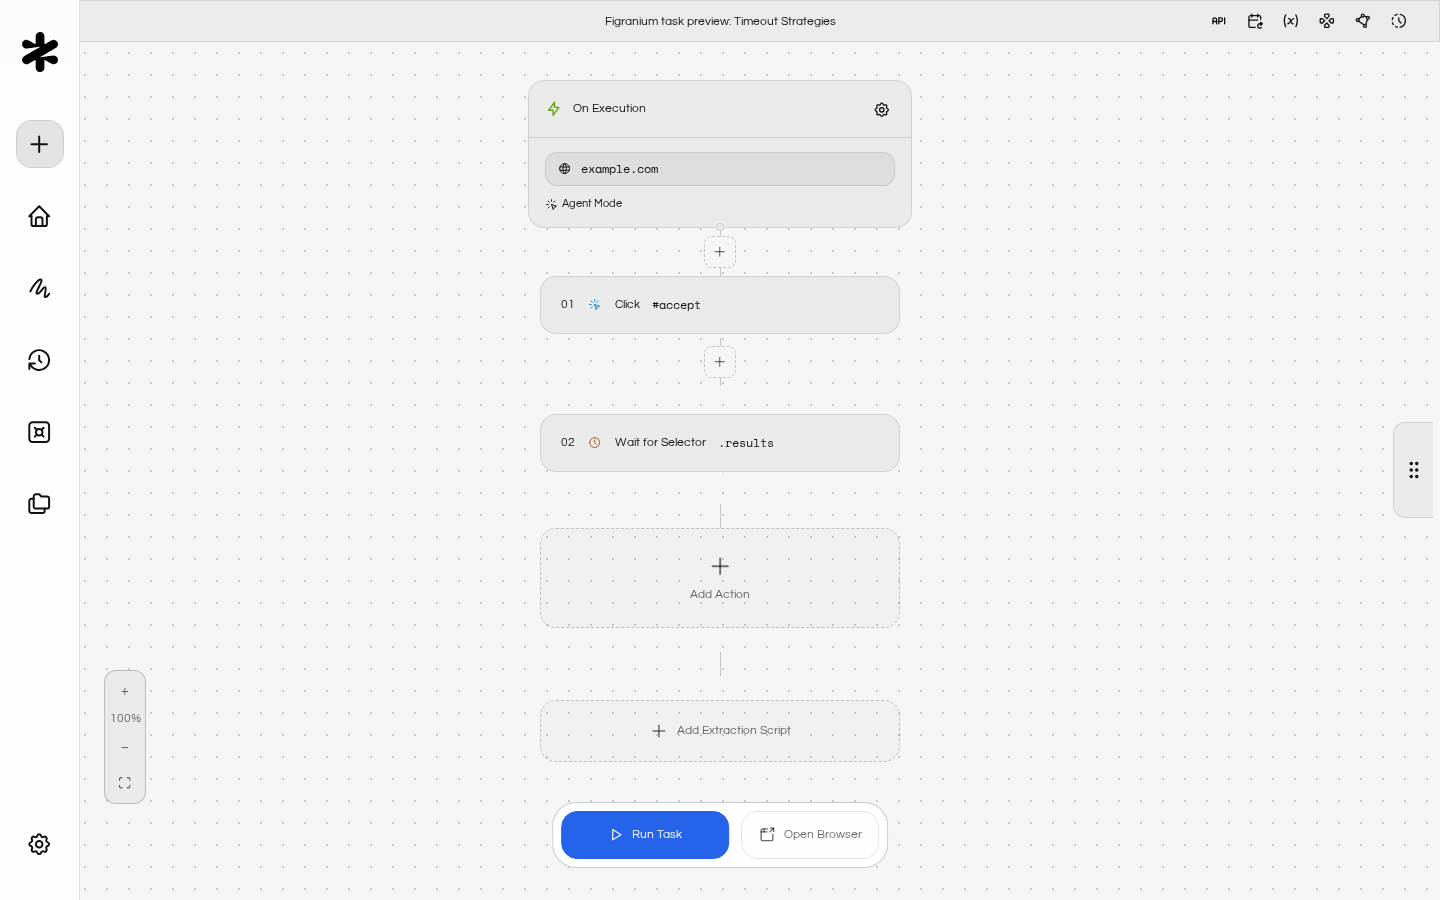 Figranium task preview: Timeout Strategies
API
(x)
On Execution
example.com
Agent Mode
01 Click #accept
02 Wait for Selector .results
Add Action
Add Extraction Script
+
100%
−
Run Task
Open Browser